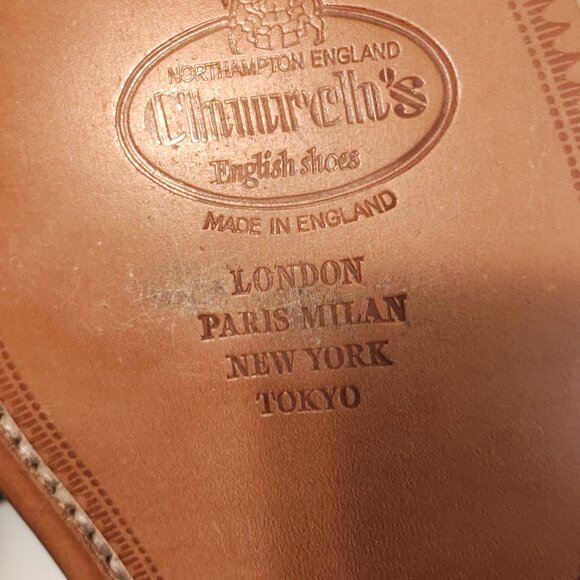 NORTHAMPTON ENGLAND
Church's
English shoes
MADE IN ENGLAND
LONDON
PARIS MILAN
NEW YORK
TOKYO